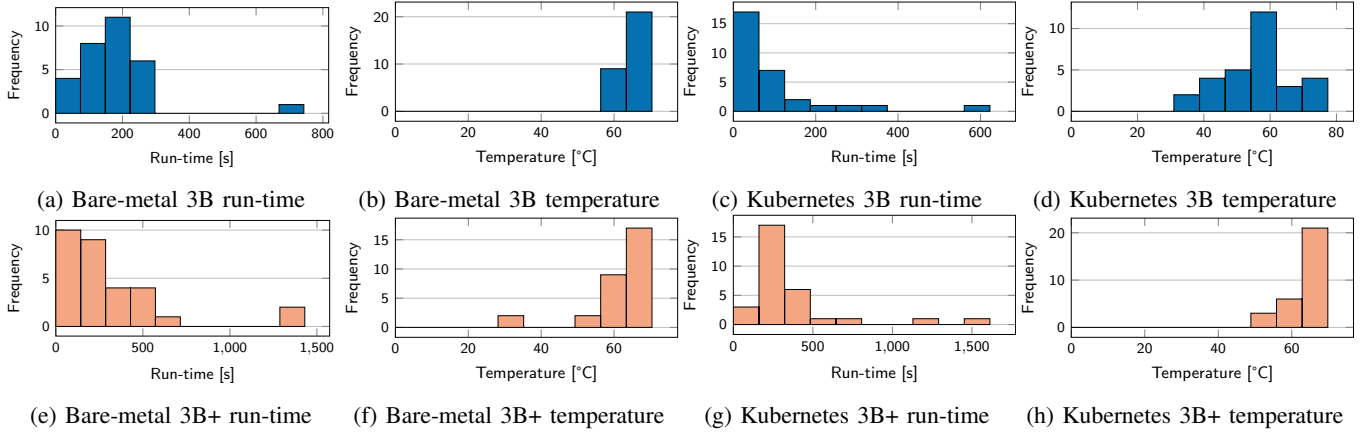 10
5
0
Frequency
0 200 400 600 800
Run-time [s]
(a) Bare-metal 3B run-time
20
10
0
Frequency
0 20 40 60
Temperature [°C]
(b) Bare-metal 3B temperature
15
10
5
0
Frequency
0 200 400 600
Run-time [s]
(c) Kubernetes 3B run-time
10
5
0
Frequency
0 20 40 60 80
Temperature [°C]
(d) Kubernetes 3B temperature
10
5
0
Frequency
0 500 1,000 1,500
Run-time [s]
(e) Bare-metal 3B+ run-time
15
10
5
0
Frequency
0 20 40 60
Temperature [°C]
(f) Bare-metal 3B+ temperature
15
10
5
0
Frequency
0 500 1,000 1,500
Run-time [s]
(g) Kubernetes 3B+ run-time
20
10
0
Frequency
0 20 40 60
Temperature [°C]
(h) Kubernetes 3B+ temperature